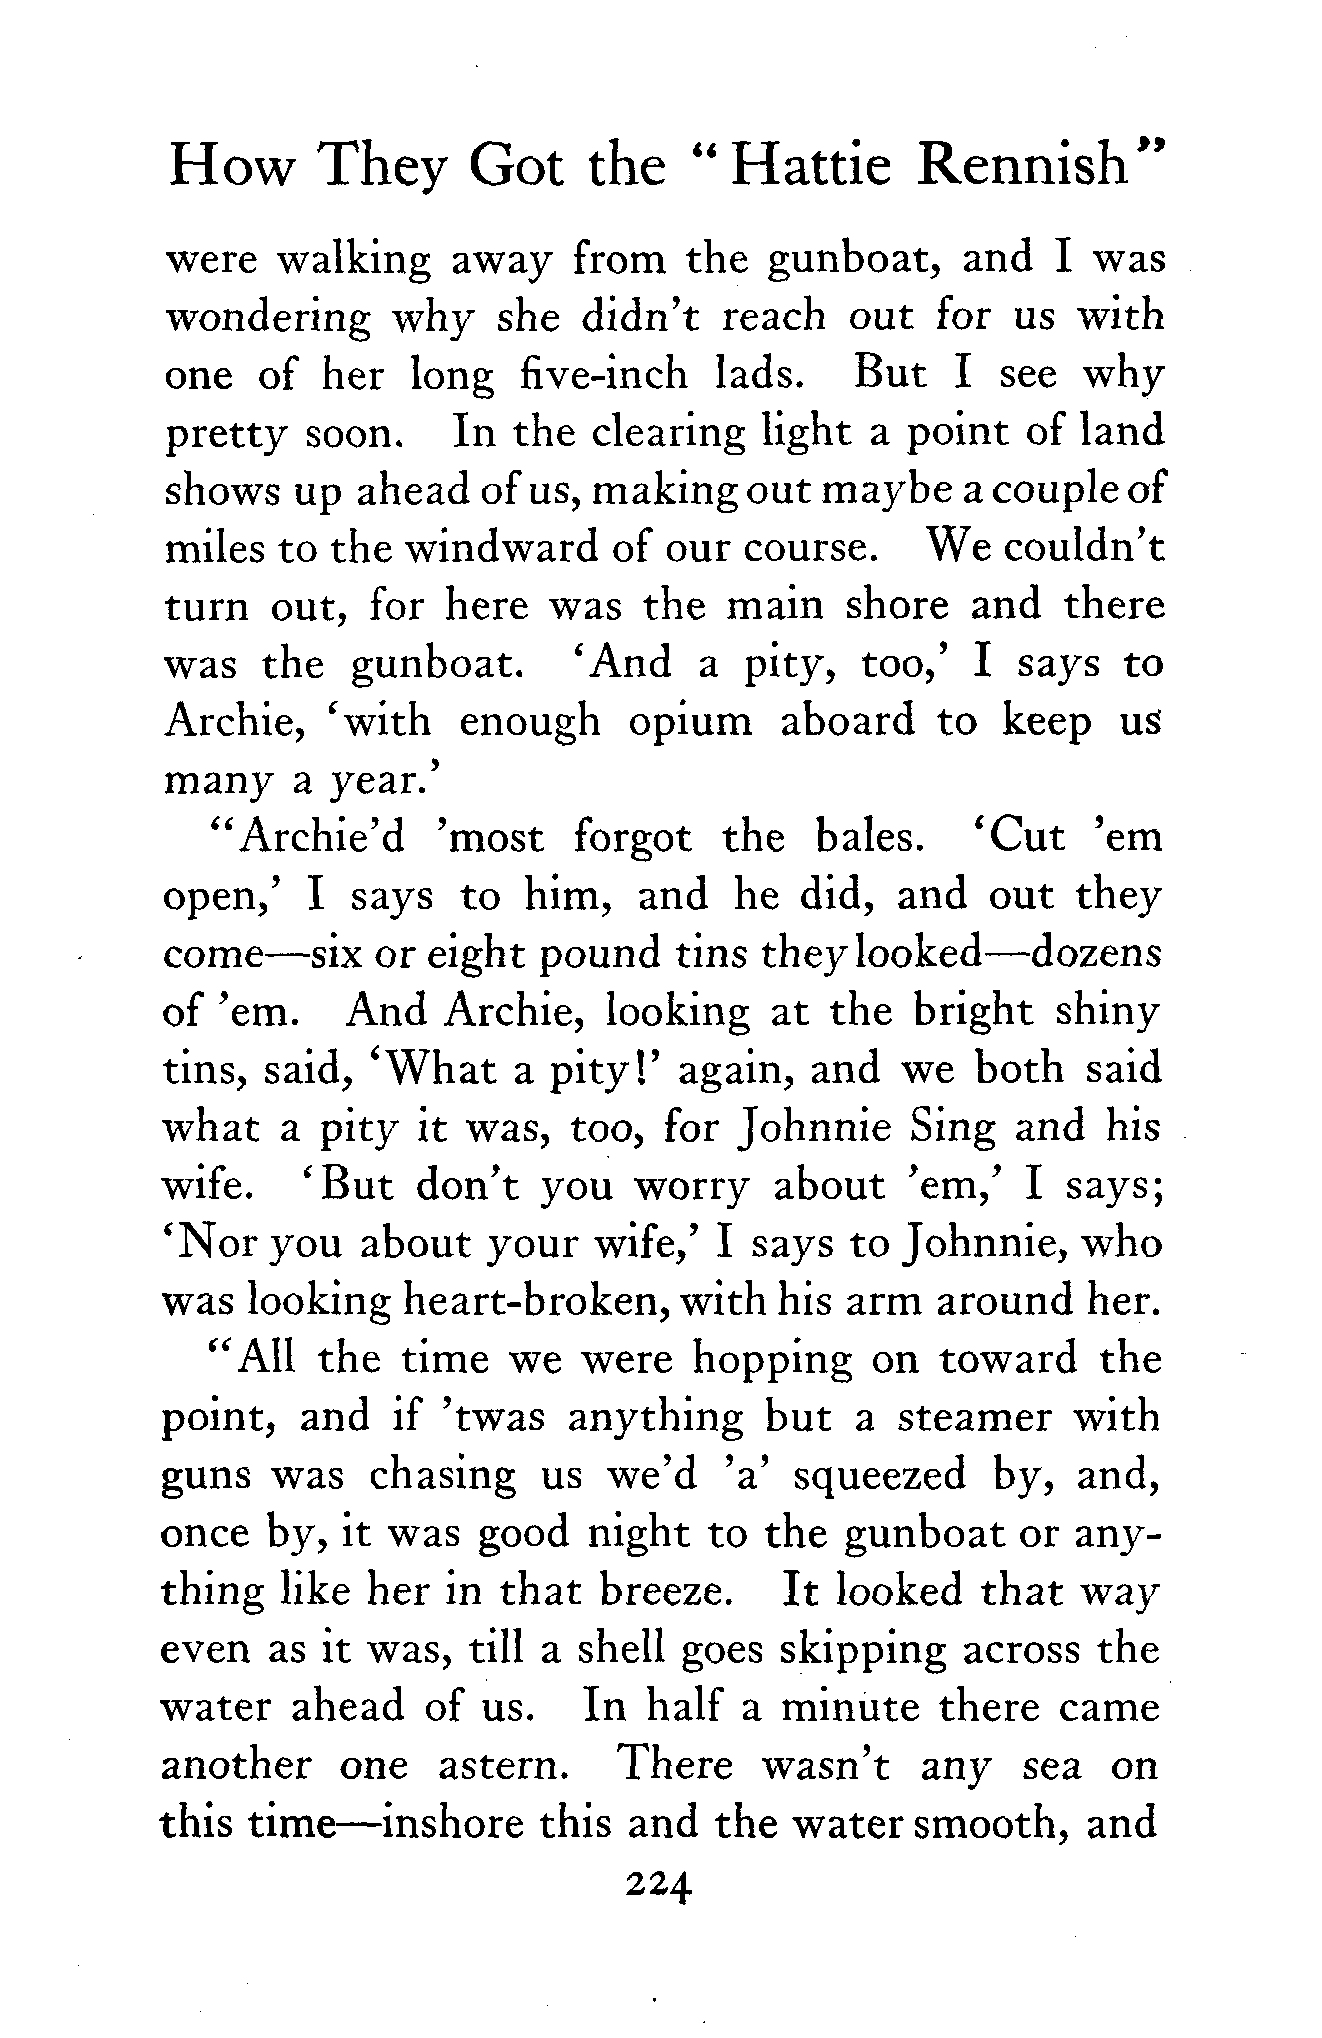 How They Got the "Hattie Rennish"
were walking away from the gunboat, and I was
wondering why she didn't reach out for us with
one of her long five-inch lads. But I see why
pretty soon. In the clearing light a point of land
shows up ahead of us, making out maybe a couple of
miles to the windward of our course. We couldn't
turn out, for here was the main shore and there
was the gunboat. 'And a pity, too,' I says to
Archie, 'with enough opium aboard to keep us
many a year.'
"Archie'd 'most forgot the bales. 'Cut 'em
open,' I says to him, and he did, and out they
come—six or eight pound tins they looked—dozens
of 'em. And Archie, looking at the bright shiny
tins, said, 'What a pity!' again, and we both said
what a pity it was, too, for Johnnie Sing and his
wife. 'But don't you worry about 'em,' I says;
'Nor you about your wife,' I says to Johnnie, who
was looking heart-broken, with his arm around her.
"All the time we were hopping on toward the
point, and if 'twas anything but a steamer with
guns was chasing us we'd 'a' squeezed by, and,
once by, it was good night to the gunboat or any-
thing like her in that breeze. It looked that way
even as it was, till a shell goes skipping across the
water ahead of us. In half a minute there came
another one astern. There wasn't any sea on
this time—inshore this and the water smooth, and
224